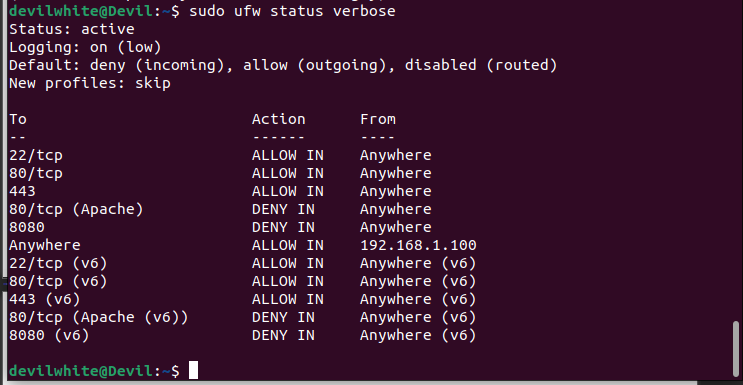 devilwhite@Devil:~$ sudo ufw status verbose
Status: active
Logging: on (low)
Default: deny (incoming), allow (outgoing), disabled (routed)
New profiles: skip
To                         Action      From
--                         ------      ----
22/tcp                     ALLOW IN    Anywhere
80/tcp                     ALLOW IN    Anywhere
443                        ALLOW IN    Anywhere
80/tcp (Apache)            DENY IN     Anywhere
8080                       DENY IN     Anywhere
Anywhere                   ALLOW IN    192.168.1.100
22/tcp (v6)                ALLOW IN    Anywhere (v6)
80/tcp (v6)                ALLOW IN    Anywhere (v6)
443 (v6)                   ALLOW IN    Anywhere (v6)
80/tcp (Apache (v6))       DENY IN     Anywhere (v6)
8080 (v6)                  DENY IN     Anywhere (v6)
devilwhite@Devil:~$